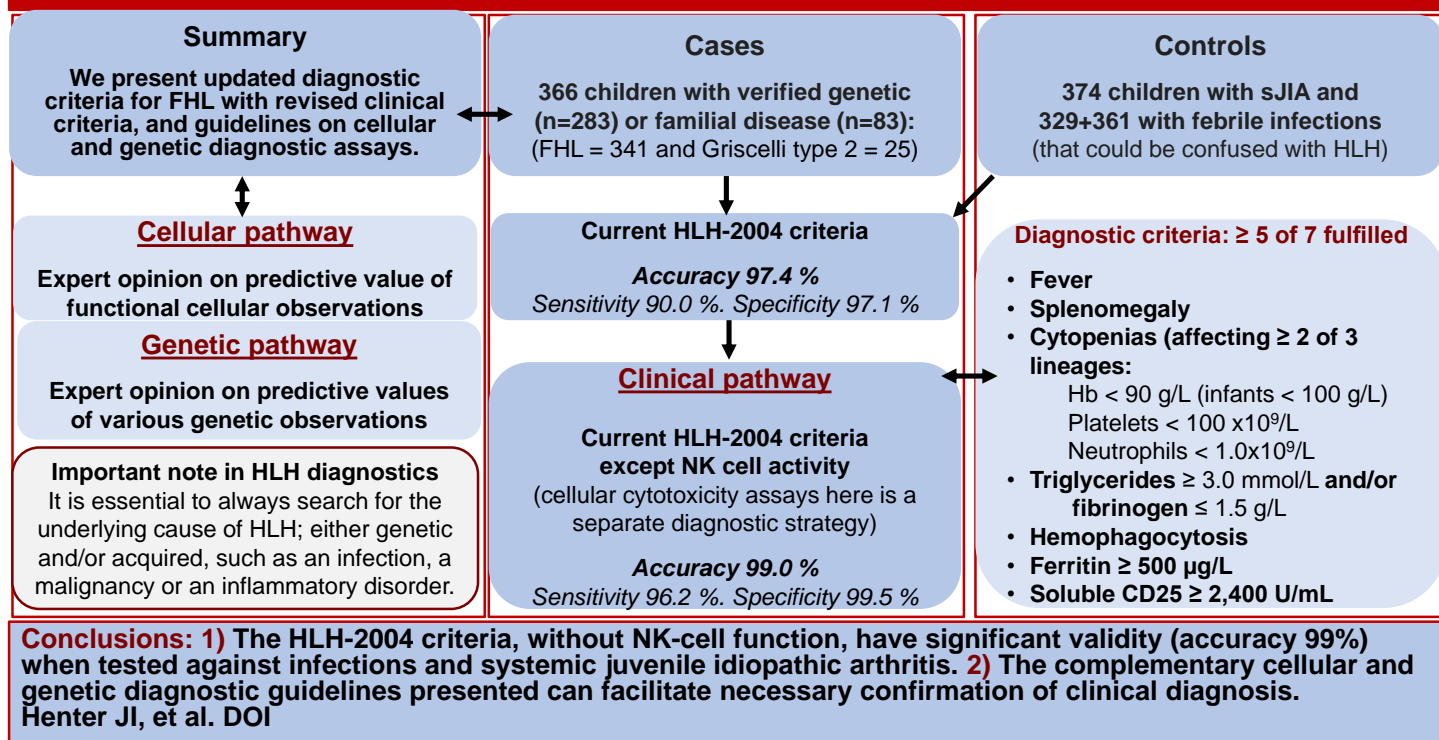 Summary
We present updated diagnostic
criteria for FHL with revised clinical
criteria, and guidelines on cellular
and genetic diagnostic assays.
Cellular pathway
Expert opinion on predictive value of
functional cellular observations
Genetic pathway
Expert opinion on predictive values
of various genetic observations
Important note in HLH diagnostics
It is essential to always search for the
underlying cause of HLH; either genetic
and/or acquired, such as an infection, a
malignancy or an inflammatory disorder.
Cases
366 children with verified genetic
(n=283) or familial disease (n=83):
(FHL = 341 and Griscelli type 2 = 25)
Current HLH-2004 criteria
Accuracy 97.4 %
Sensitivity 90.0 %. Specificity 97.1 %
Clinical pathway
Current HLH-2004 criteria
except NK cell activity
(cellular cytotoxicity assays here is a
separate diagnostic strategy)
Accuracy 99.0 %
Sensitivity 96.2 %. Specificity 99.5 %
Controls
374 children with sJIA and
329+361 with febrile infections
(that could be confused with HLH)
Diagnostic criteria: ≥ 5 of 7 fulfilled
• Fever
• Splenomegaly
• Cytopenias (affecting ≥ 2 of 3
lineages:
Hb < 90 g/L (infants < 100 g/L)
Platelets < 100 x10⁹/L
Neutrophils < 1.0x10⁹/L
• Triglycerides ≥ 3.0 mmol/L and/or
fibrinogen ≤ 1.5 g/L
• Hemophagocytosis
• Ferritin ≥ 500 µg/L
• Soluble CD25 ≥ 2,400 U/mL
Conclusions: 1) The HLH-2004 criteria, without NK-cell function, have significant validity (accuracy 99%)
when tested against infections and systemic juvenile idiopathic arthritis. 2) The complementary cellular and
genetic diagnostic guidelines presented can facilitate necessary confirmation of clinical diagnosis.
Henter JI, et al. DOI